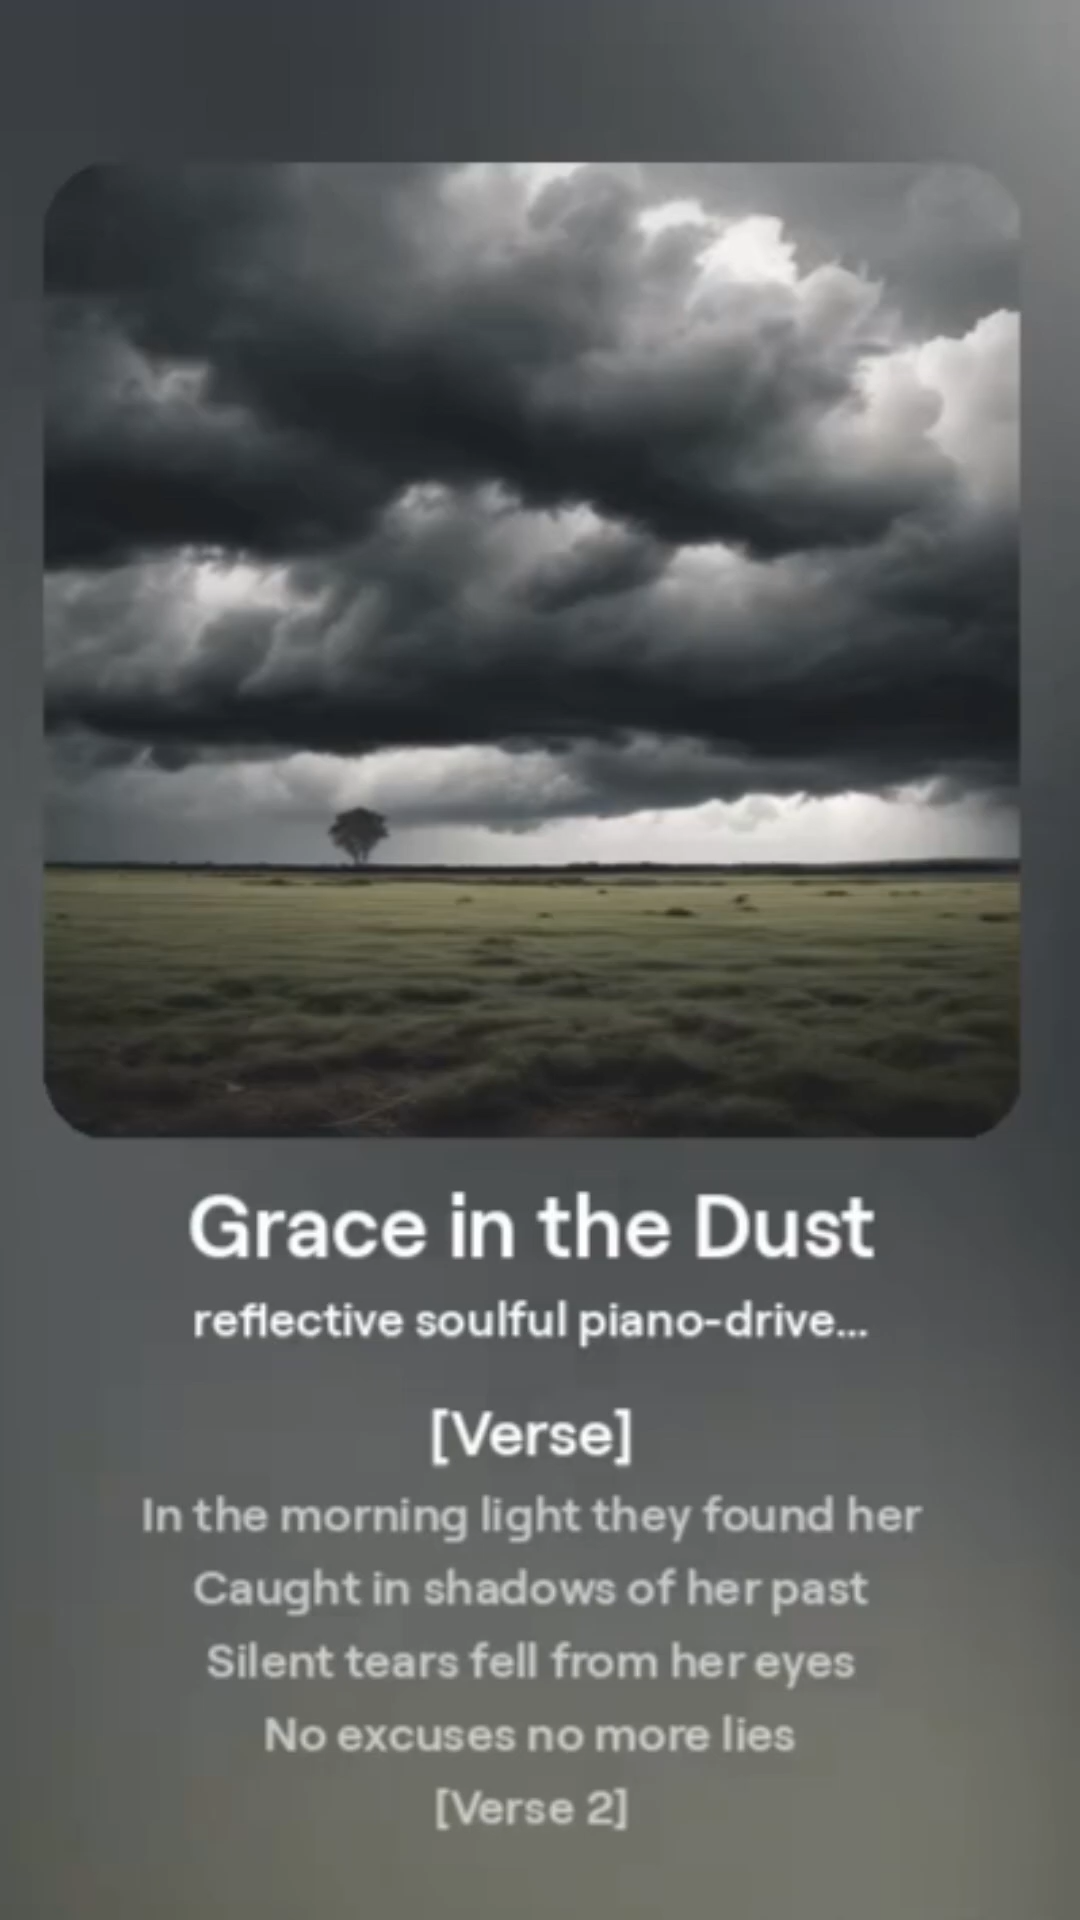 Grace in the Dust
reflective soulful piano-drive...
[Verse]
In the morning light they found her
Caught in shadows of her past
Silent tears fell from her eyes
No excuses no more lies
[Verse 2]